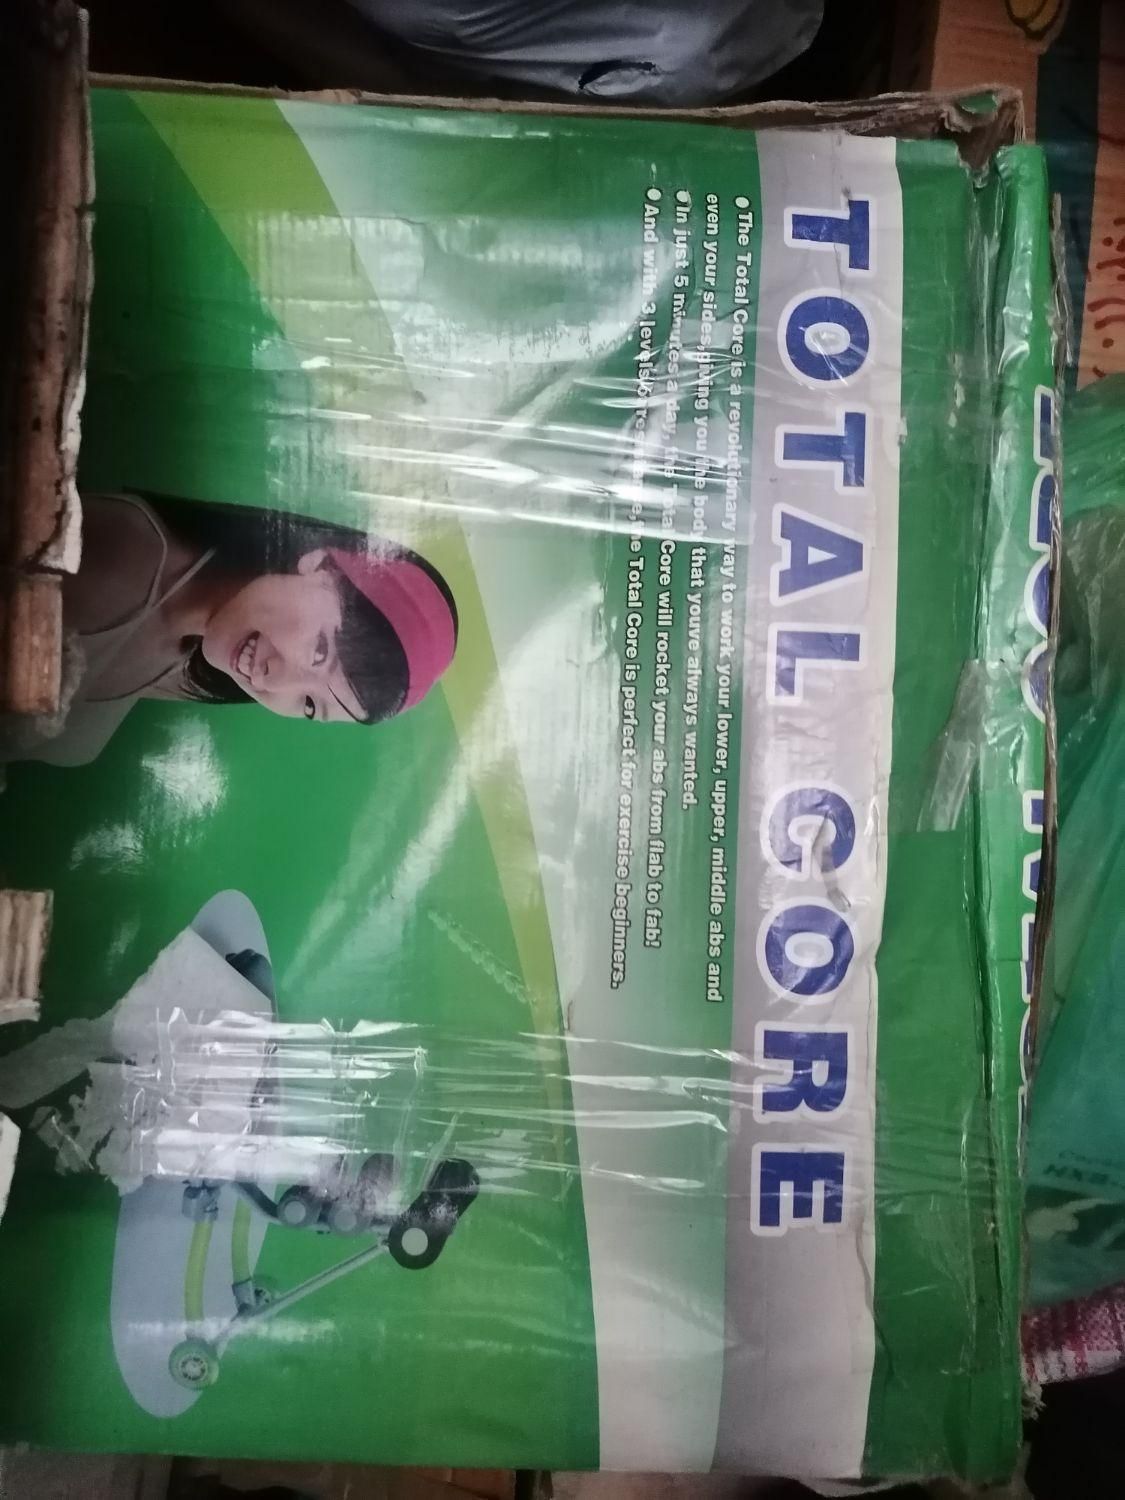 TOTAL CORE
● The Total Core is a revolutionary way to work your lower, upper, middle abs and
even your sides, giving you the body that youve always wanted.
● In just 5 minutes a day, the Total Core will rocket your abs from flab to fab!
● And with 3 levels of resistance, the Total Core is perfect for exercise beginners.